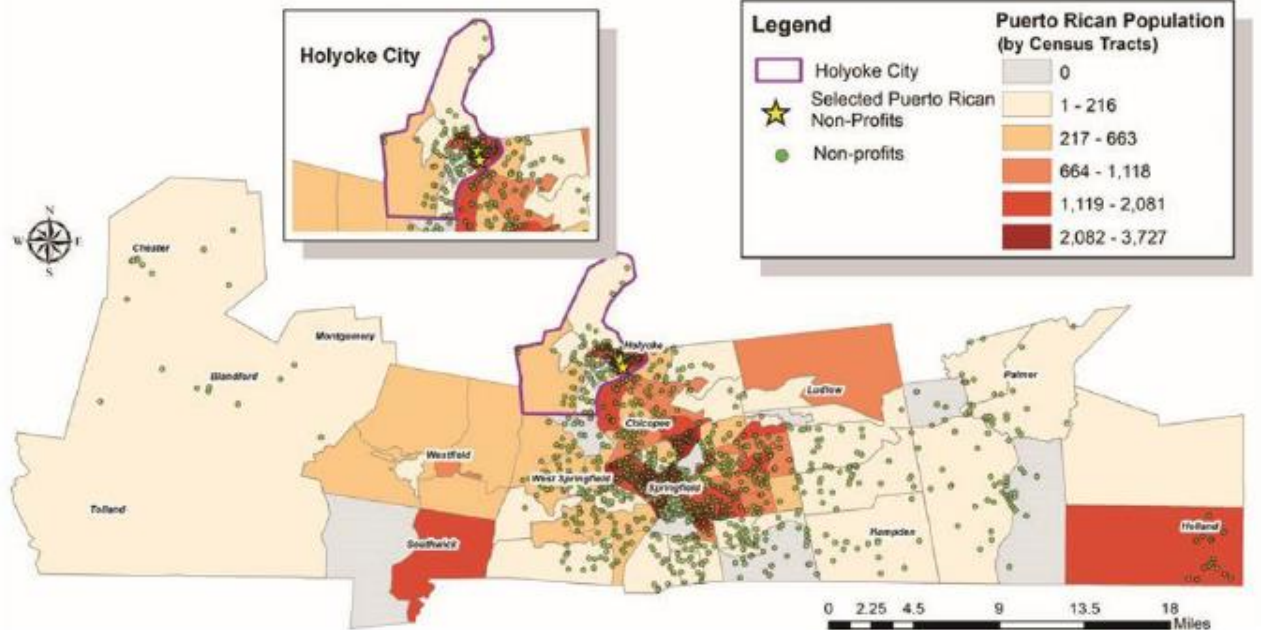 Holyoke City
Legend
Holyoke City
Selected Puerto Rican
Non-Profits
Non-profits
Puerto Rican Population
(by Census Tracts)
0
1 - 216
217 - 663
664 - 1,118
1,119 - 2,081
2,082 - 3,727
N
W
E
S
Chester
Montgomery
Blandford
Tolland
Holyoke
Ludlow
Palmer
Chicopee
Westfield
West Springfield
Springfield
Southwick
Hampden
Holland
0 2.25 4.5 9 13.5 18
Miles